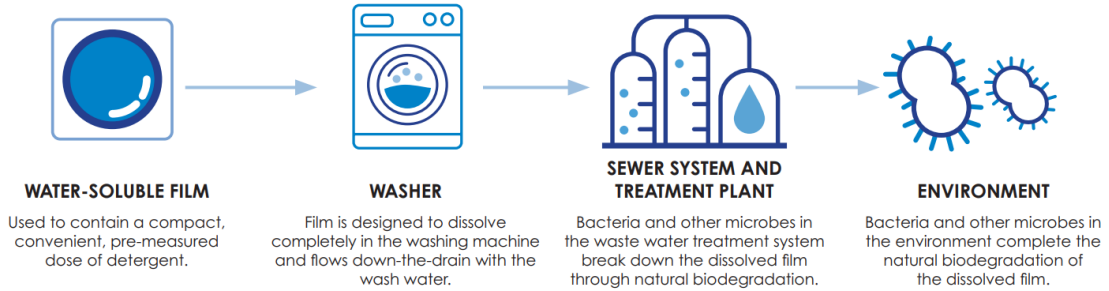 WATER-SOLUBLE FILM
Used to contain a compact,
convenient, pre-measured
dose of detergent.
WASHER
Film is designed to dissolve
completely in the washing machine
and flows down-the-drain with the
wash water.
SEWER SYSTEM AND
TREATMENT PLANT
Bacteria and other microbes in
the waste water treatment system
break down the dissolved film
through natural biodegradation.
ENVIRONMENT
Bacteria and other microbes in
the environment complete the
natural biodegradation of
the dissolved film.